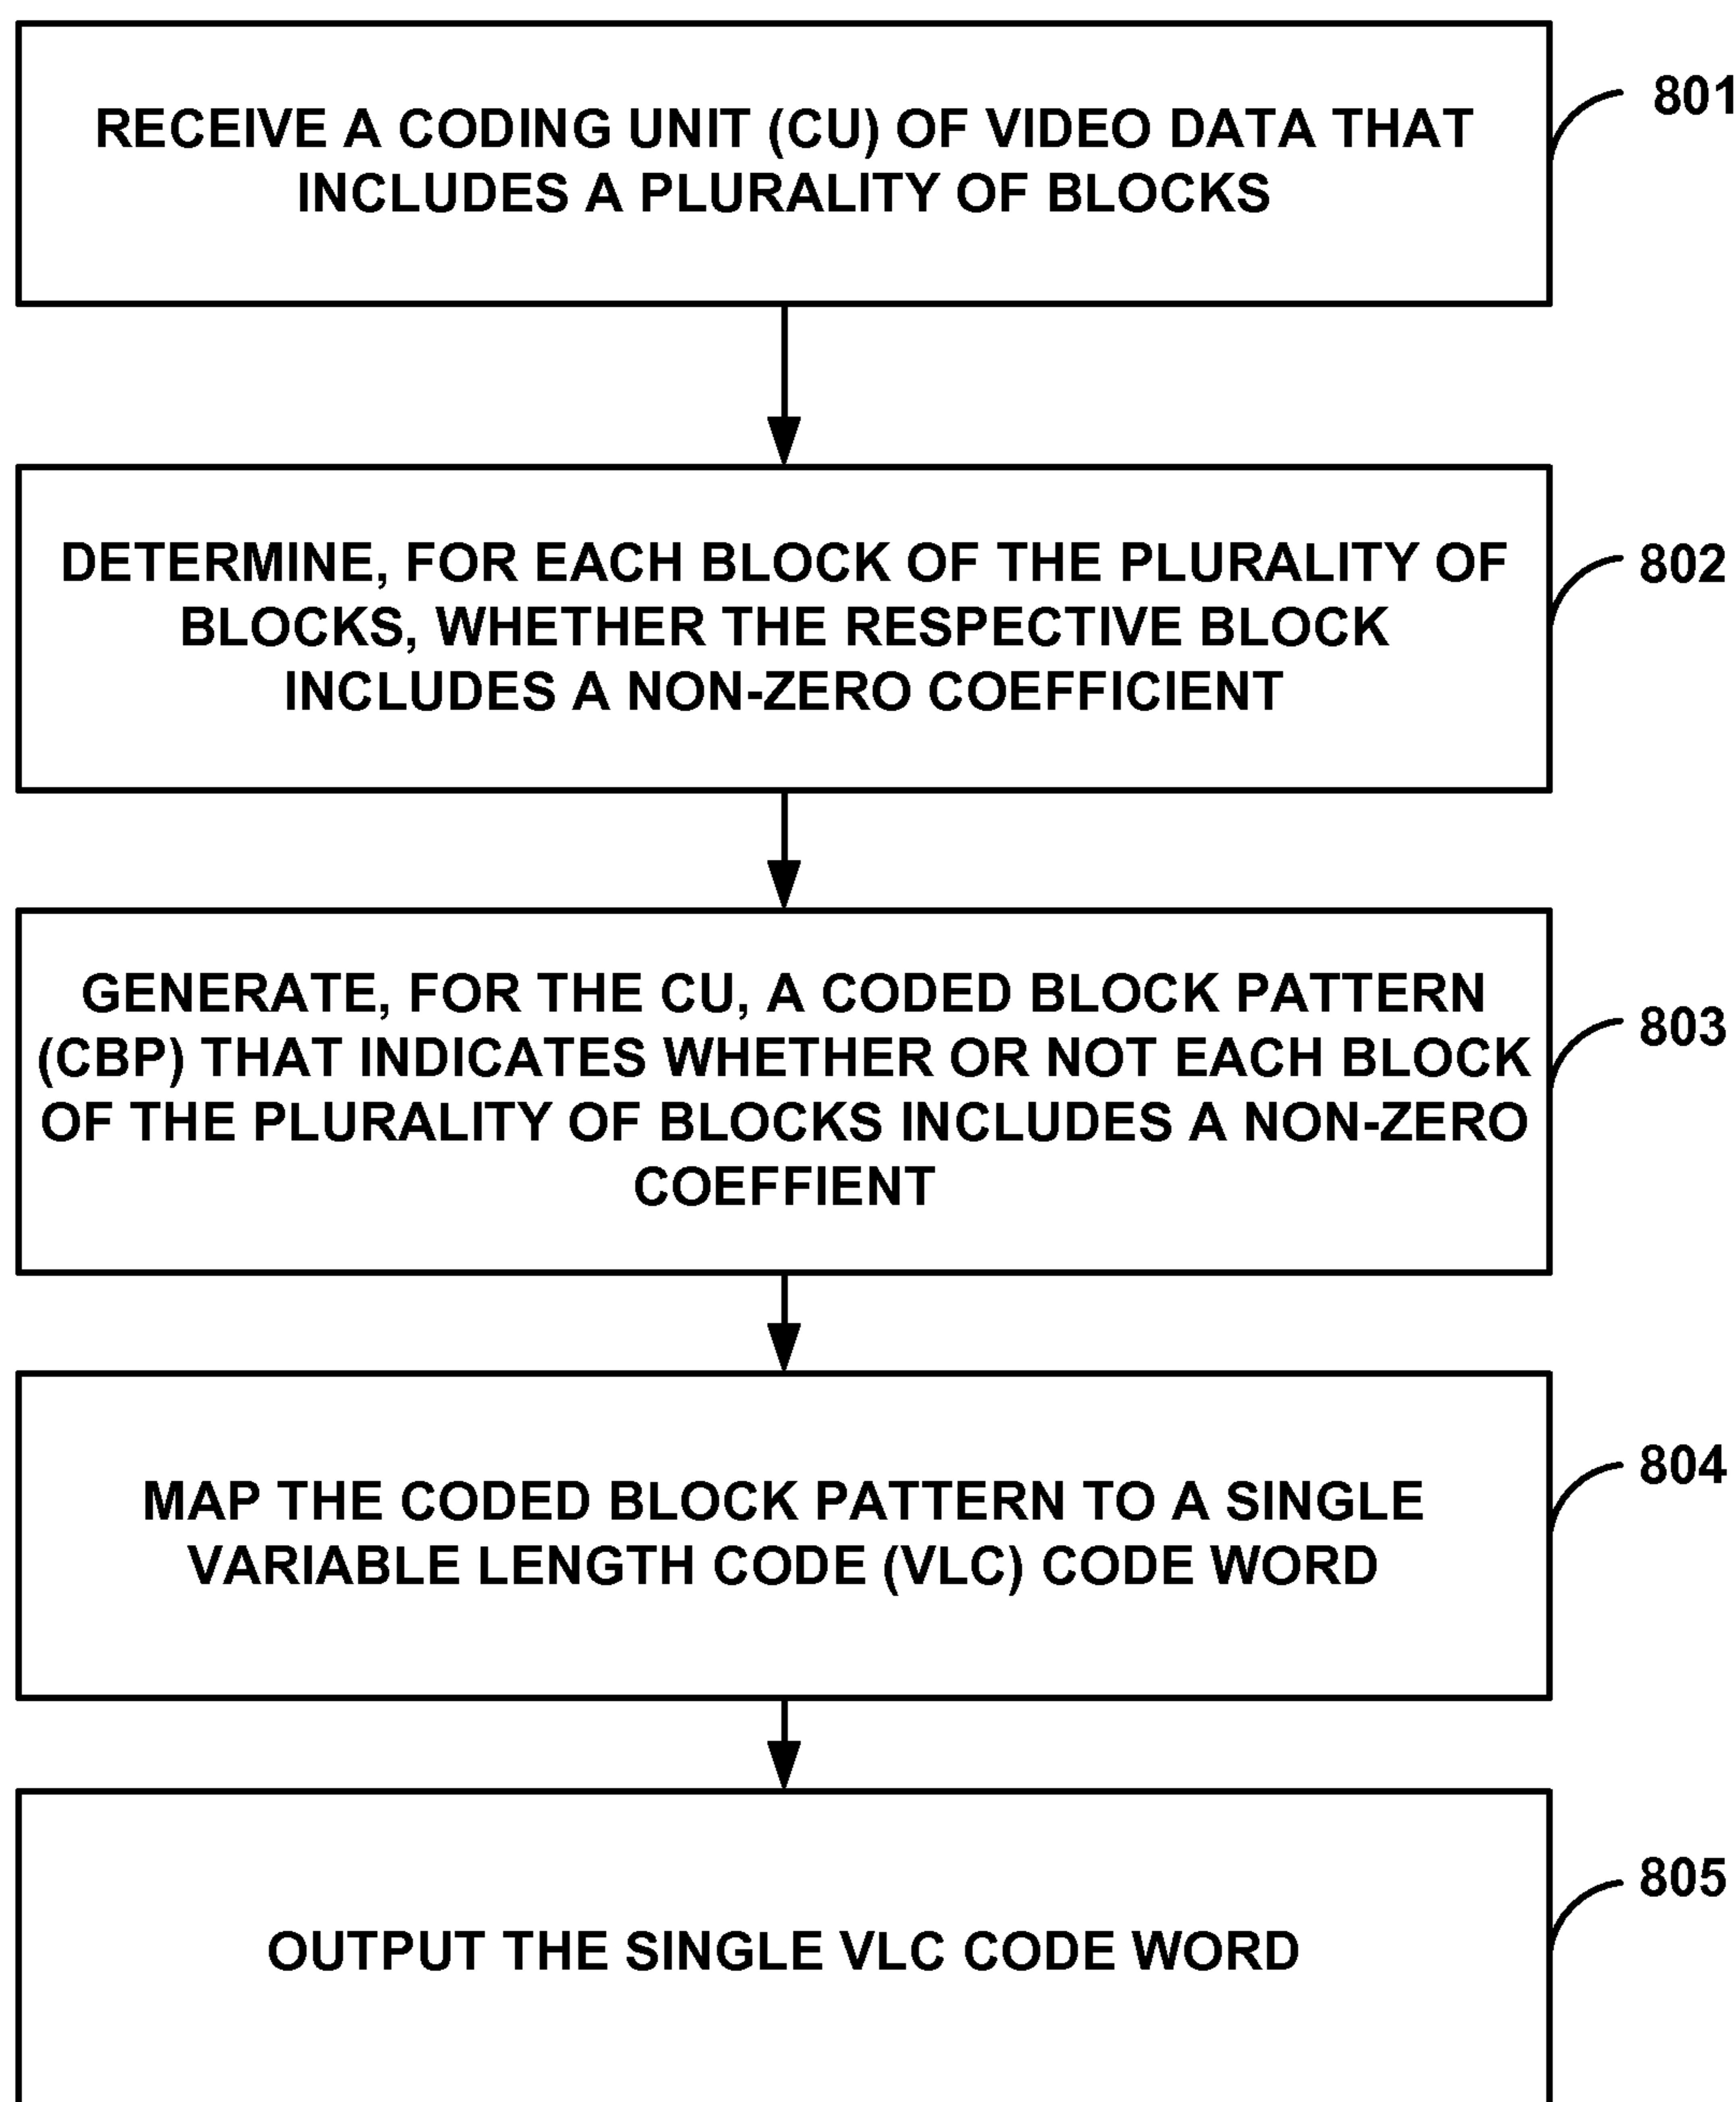 RECEIVE A CODING UNIT (CU) OF VIDEO DATA THAT
INCLUDES A PLURALITY OF BLOCKS
801
DETERMINE, FOR EACH BLOCK OF THE PLURALITY OF
BLOCKS, WHETHER THE RESPECTIVE BLOCK
INCLUDES A NON-ZERO COEFFICIENT
802
GENERATE, FOR THE CU, A CODED BLOCK PATTERN
(CBP) THAT INDICATES WHETHER OR NOT EACH BLOCK
OF THE PLURALITY OF BLOCKS INCLUDES A NON-ZERO
COEFFIENT
803
MAP THE CODED BLOCK PATTERN TO A SINGLE
VARIABLE LENGTH CODE (VLC) CODE WORD
804
OUTPUT THE SINGLE VLC CODE WORD
805